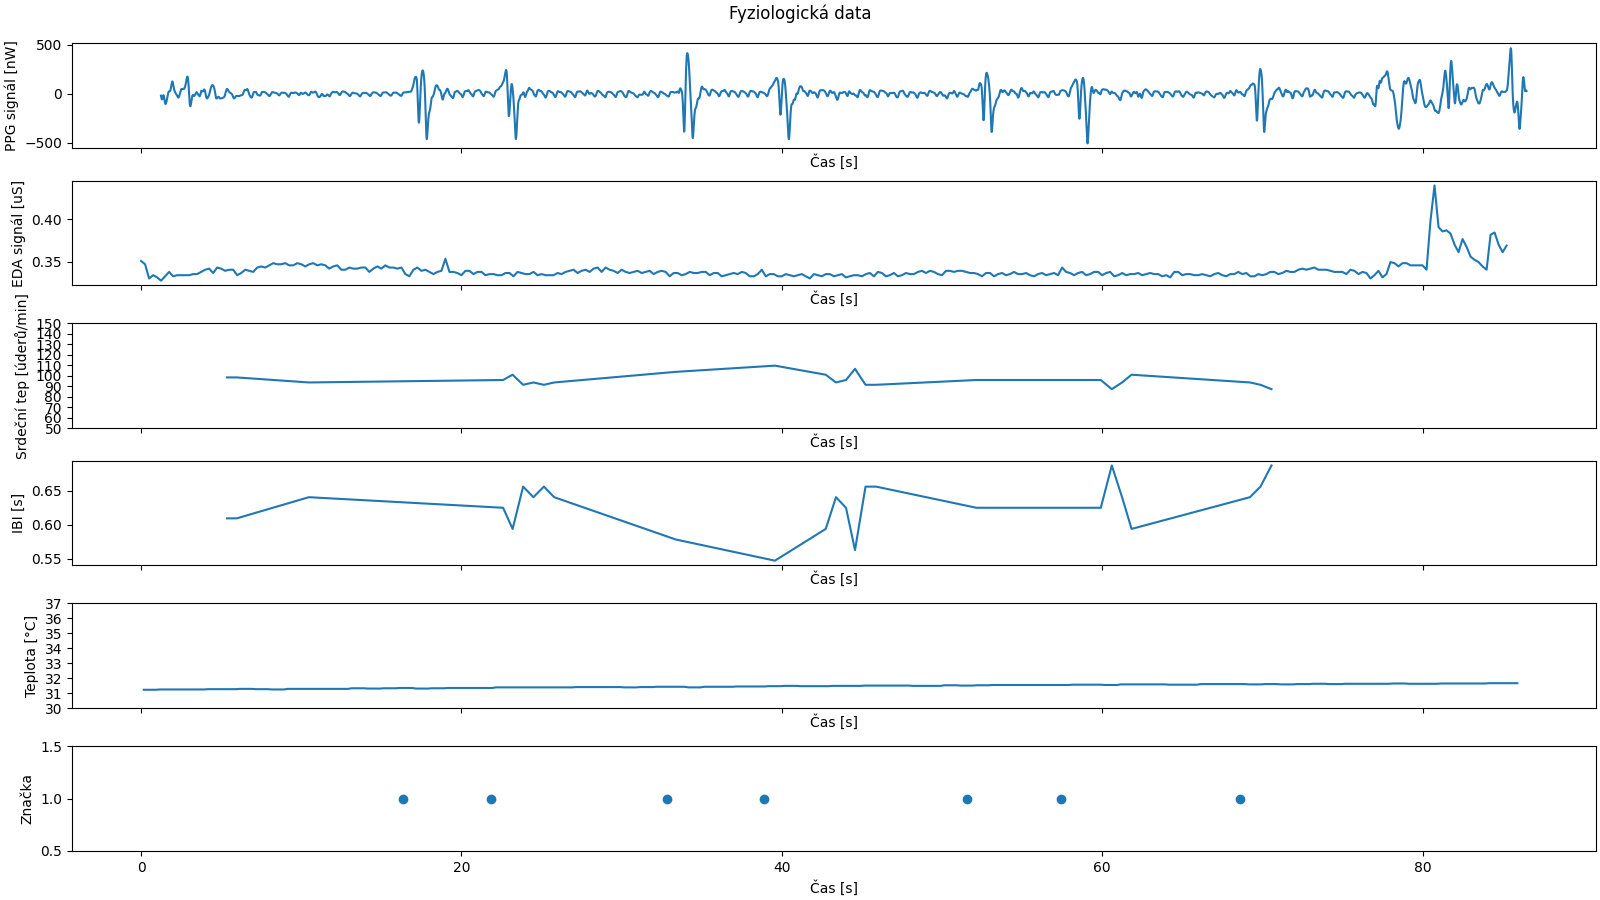 Fyziologická data
PPG signál [nW]
500
0
−500
Čas [s]
EDA signál [uS]
0.40
0.35
Čas [s]
Srdeční tep [úderů/min]
150
140
130
120
110
100
90
80
70
60
50
Čas [s]
IBI [s]
0.65
0.60
0.55
Čas [s]
Teplota [°C]
37
36
35
34
33
32
31
30
Čas [s]
Značka
1.5
1.0
0.5
0 20 40 60 80
Čas [s]